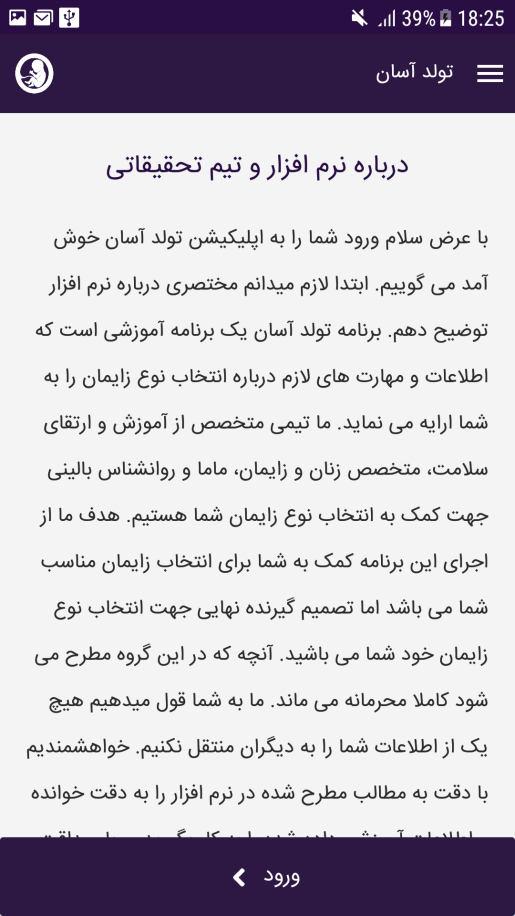 39% 18:25
تولد آسان
درباره نرم افزار و تیم تحقیقاتی
با عرض سلام ورود شما را به اپلیکیشن تولد آسان خوش
آمد می گوییم. ابتدا لازم میدانم مختصری درباره نرم افزار
توضیح دهم. برنامه تولد آسان یک برنامه آموزشی است که
اطلاعات و مهارت های لازم درباره انتخاب نوع زایمان را به
شما ارایه می نماید. ما تیمی متخصص از آموزش و ارتقای
سلامت، متخصص زنان و زایمان، ماما و روانشناس بالینی
جهت کمک به انتخاب نوع زایمان شما هستیم. هدف ما از
اجرای این برنامه کمک به شما برای انتخاب زایمان مناسب
شما می باشد اما تصمیم گیرنده نهایی جهت انتخاب نوع
زایمان خود شما می باشید. آنچه که در این گروه مطرح می
شود کاملا محرمانه می ماند. ما به شما قول میدهیم هیچ
یک از اطلاعات شما را به دیگران منتقل نکنیم. خواهشمندیم
با دقت به مطالب مطرح شده در نرم افزار را به دقت خوانده
ورود